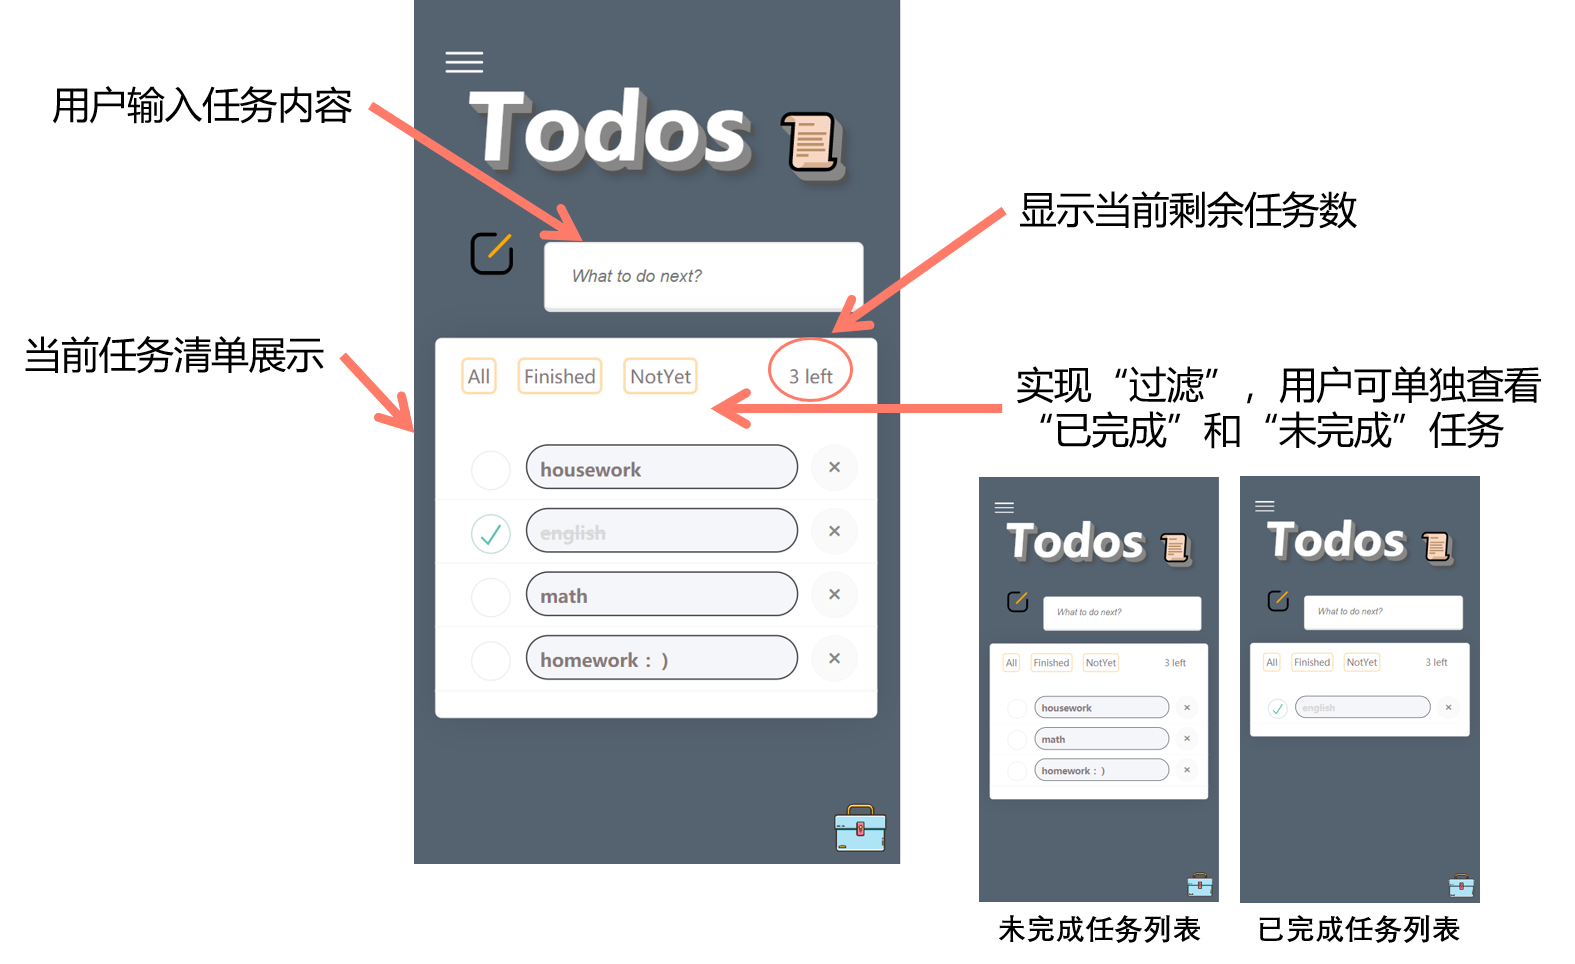 用户输入任务内容
Todos
What to do next?
显示当前剩余任务数
当前任务清单展示
All Finished NotYet 3 left
实现“过滤”，用户可单独查看
“已完成”和“未完成”任务
housework ×
english ×
math ×
homework：) ×
Todos
What to do next?
All Finished NotYet 3 left
housework ×
math ×
homework：) ×
未完成任务列表
Todos
What to do next?
All Finished NotYet 3 left
english ×
已完成任务列表